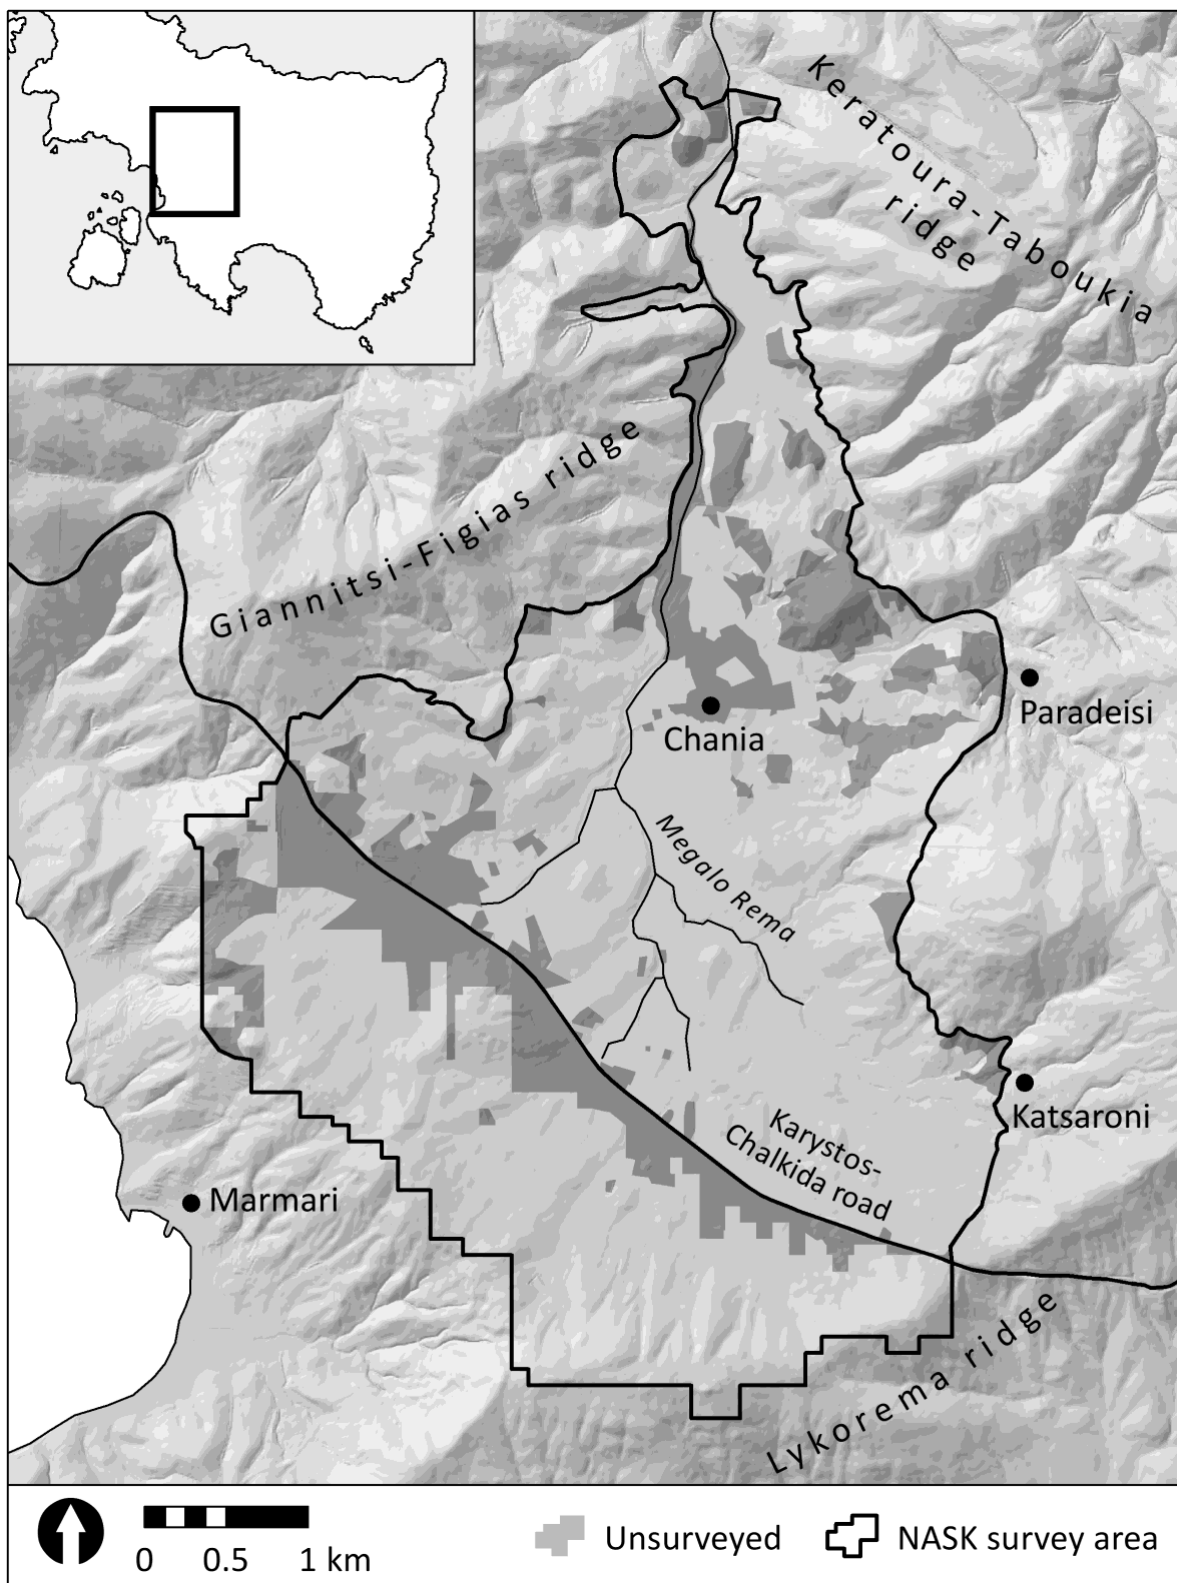 Keratoura-Taboukia
ridge
Giannitsi-Figias ridge
Paradeisi
Chania
Megalo Rema
Katsaroni
Karystos-
Chalkida road
Marmari
Lykorema ridge
0 0.5 1 km
Unsurveyed
NASK survey area